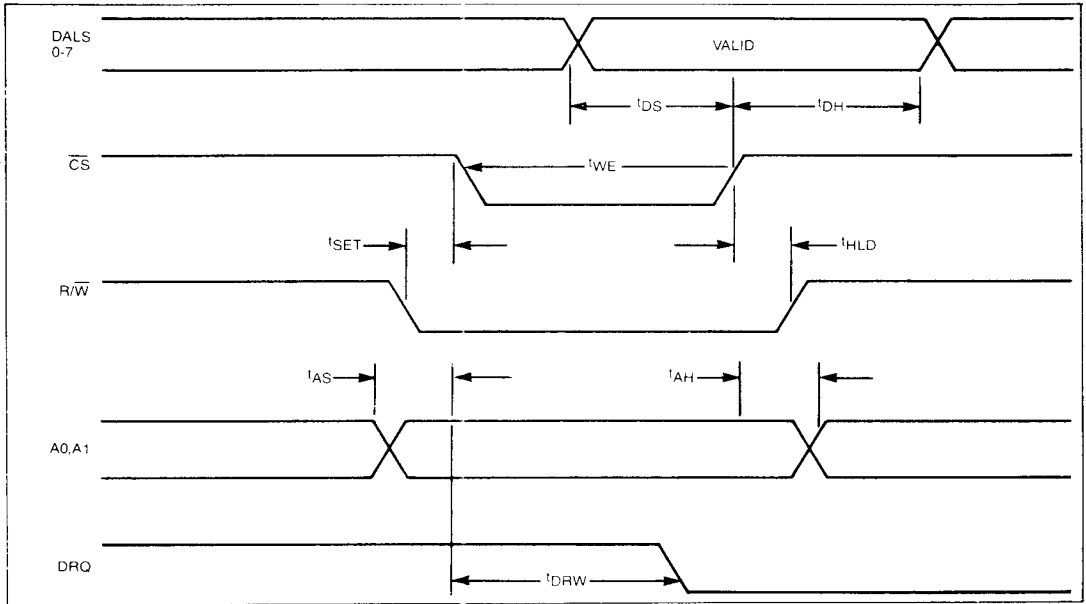 DALS
0-7
VALID
tDS
tDH
CS
tWE
tSET
tHLD
R/W
tAS
tAH
A0,A1
DRQ
tDRW